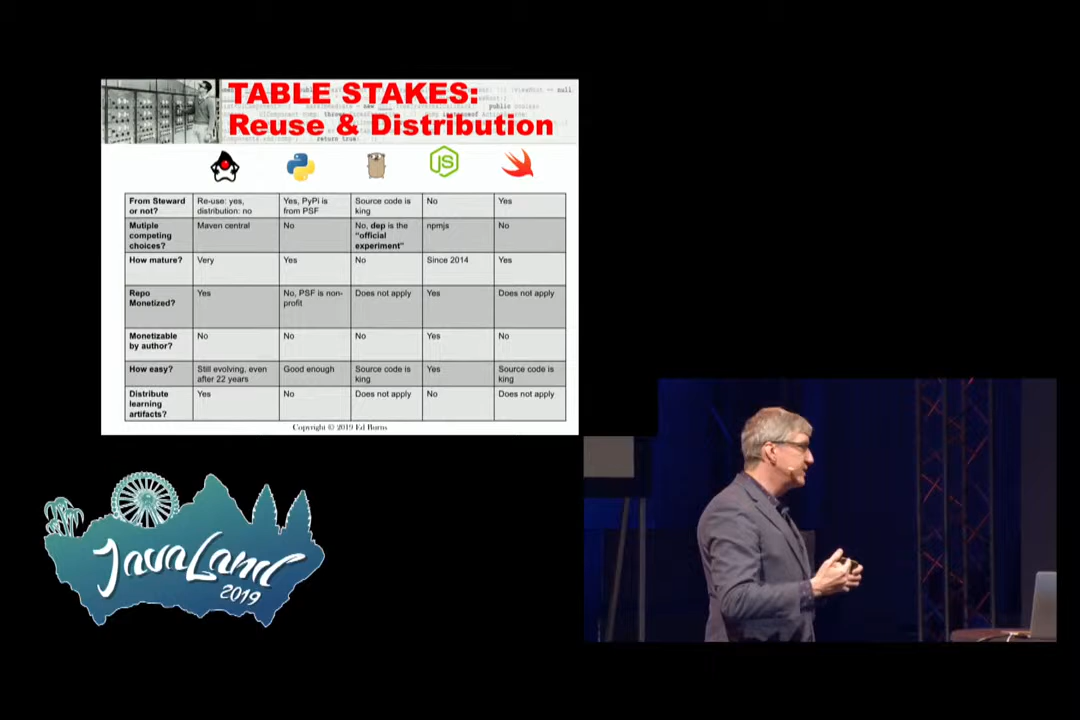 TABLE STAKES:
Reuse & Distribution
JS
From Steward or not? Re-use: yes, distribution: no Yes, PyPi is from PSF Source code is king No Yes
Mutiple competing choices? Maven central No No, dep is the "official experiment" npmjs No
How mature? Very Yes No Since 2014 Yes
Repo Monetized? Yes No, PSF is non-profit Does not apply Yes Does not apply
Monetizable by author? No No No Yes No
How easy? Still evolving, even after 22 years Good enough Source code is king Yes Source code is king
Distribute learning artifacts? Yes No Does not apply No Does not apply
Copyright © 2019 Ed Burns
JavaLand
2019